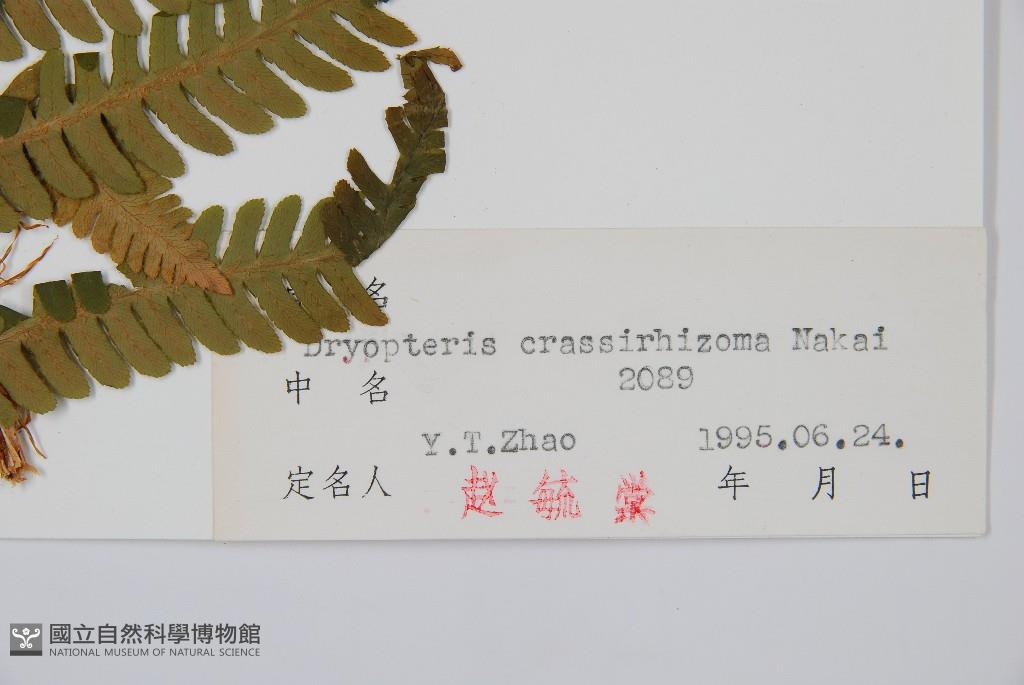 名
Dryopteris crassirhizoma Nakai
中 名 2089
Y.T.Zhao 1995.06.24.
定名人 赵 毓 棠 年 月 日
國立自然科學博物館
NATIONAL MUSEUM OF NATURAL SCIENCE